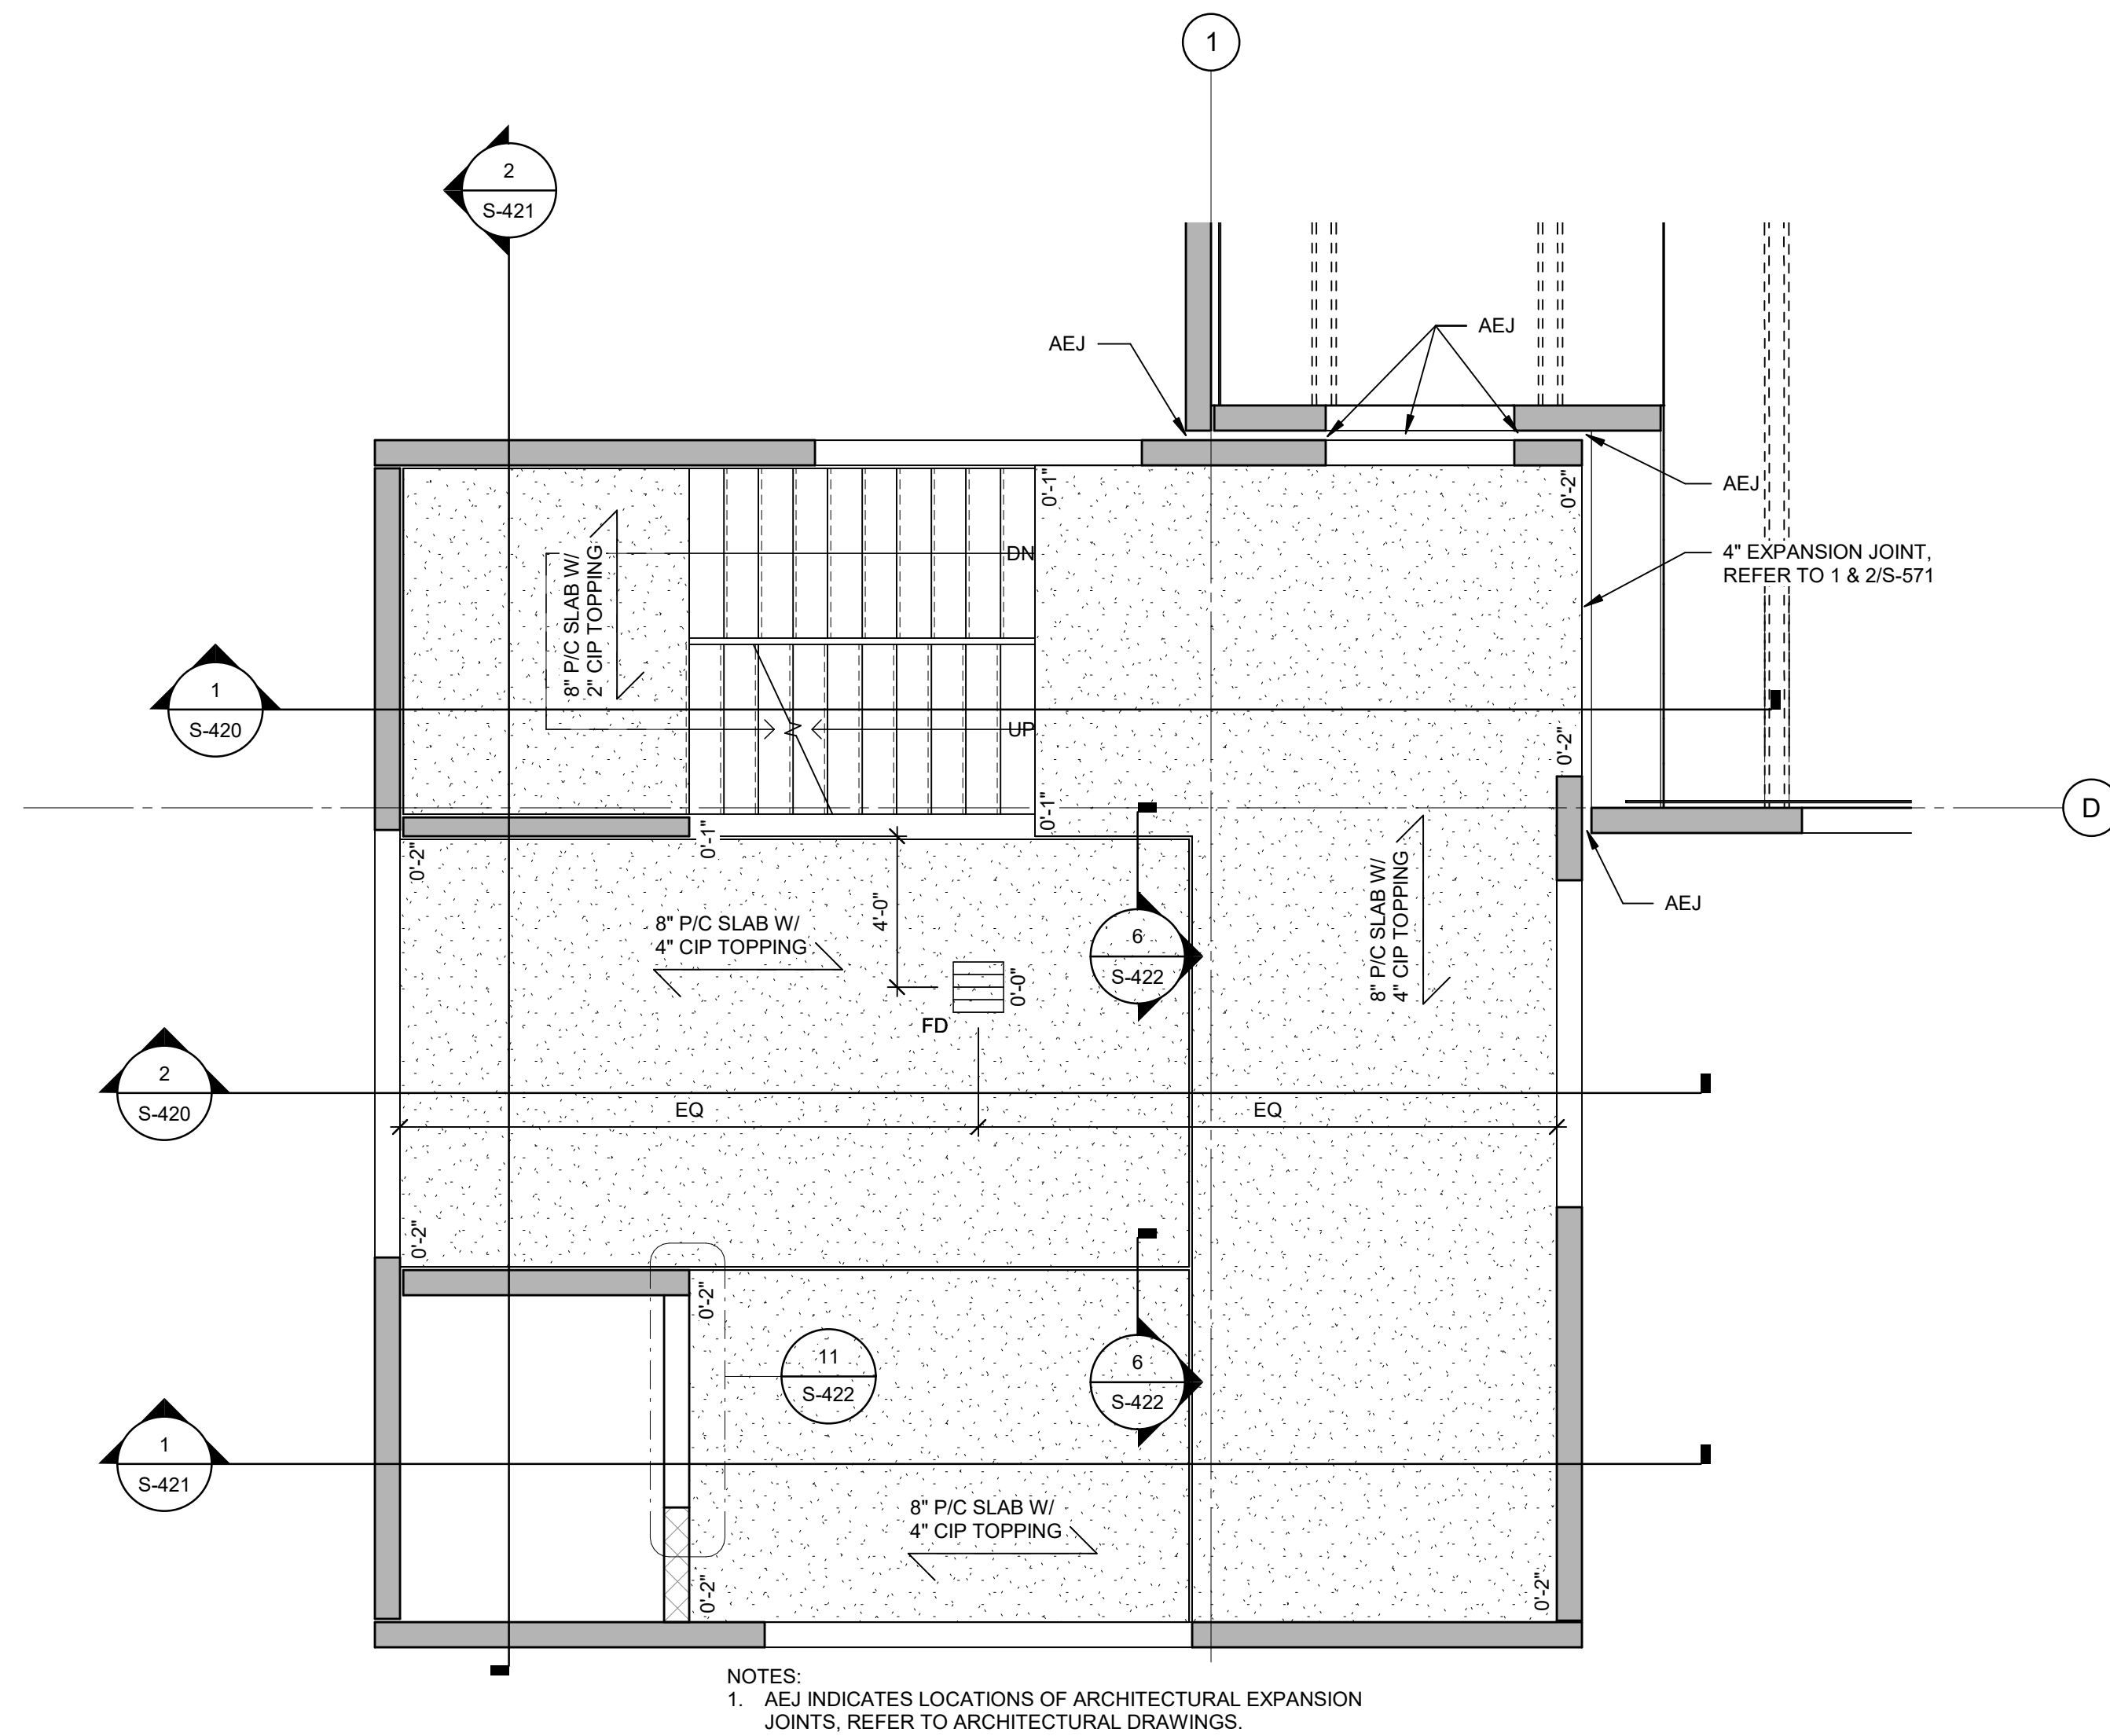 1
2
S-421
AEJ
AEJ
AEJ
0'-1"
0'-2"
DN
8" P/C SLAB W/
2" CIP TOPPING
4" EXPANSION JOINT,
REFER TO 1 & 2/S-571
1
S-420
UP
0'-2"
0'-1"
D
0'-1"
0'-2"
8" P/C SLAB W/
4" CIP TOPPING
4'-0"
8" P/C SLAB W/
4" CIP TOPPING
AEJ
6
S-422
0'-0"
FD
2
S-420
EQ
EQ
0'-2"
0'-2"
11
S-422
6
S-422
1
S-421
8" P/C SLAB W/
4" CIP TOPPING
0'-2"
0'-2"
NOTES:
1. AEJ INDICATES LOCATIONS OF ARCHITECTURAL EXPANSION
JOINTS, REFER TO ARCHITECTURAL DRAWINGS.